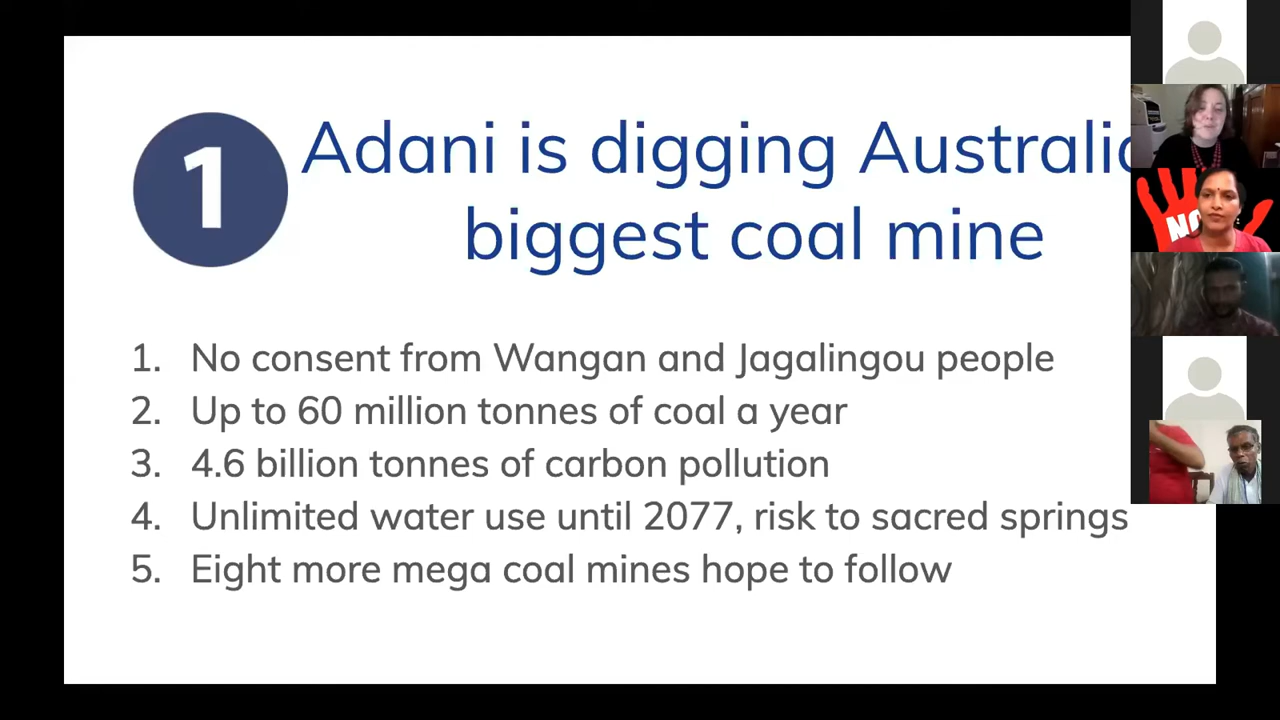 1
Adani is digging Australia
biggest coal mine
1. No consent from Wangan and Jagalingou people
2. Up to 60 million tonnes of coal a year
3. 4.6 billion tonnes of carbon pollution
4. Unlimited water use until 2077, risk to sacred springs
5. Eight more mega coal mines hope to follow